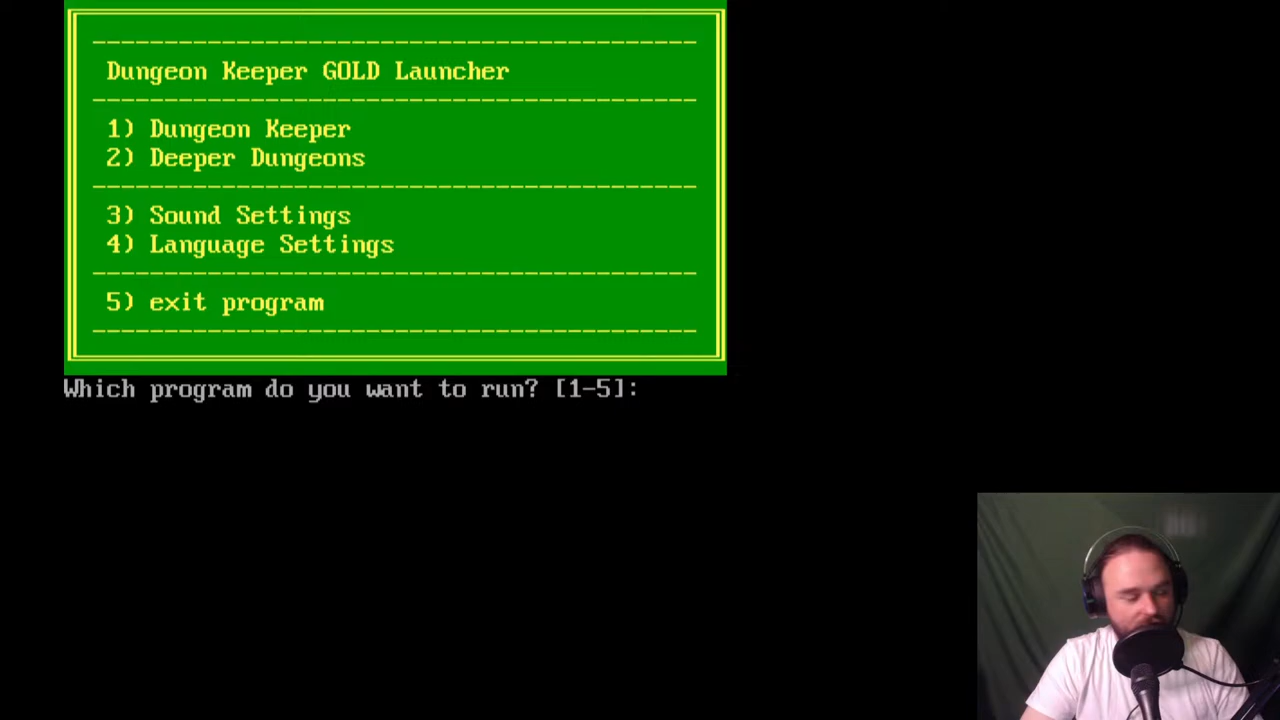 Dungeon Keeper GOLD Launcher
1) Dungeon Keeper
2) Deeper Dungeons
3) Sound Settings
4) Language Settings
5) exit program
Which program do you want to run? [1-5]: